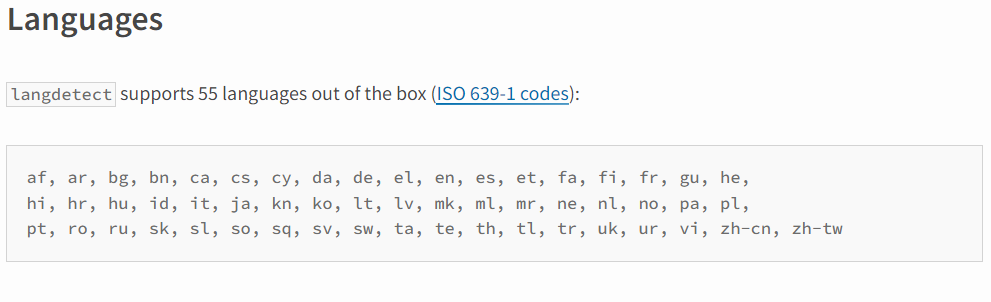 Languages
langdetect supports 55 languages out of the box (ISO 639-1 codes):
af, ar, bg, bn, ca, cs, cy, da, de, el, en, es, et, fa, fi, fr, gu, he,
hi, hr, hu, id, it, ja, kn, ko, lt, lv, mk, ml, mr, ne, nl, no, pa, pl,
pt, ro, ru, sk, sl, so, sq, sv, sw, ta, te, th, tl, tr, uk, ur, vi, zh-cn, zh-tw